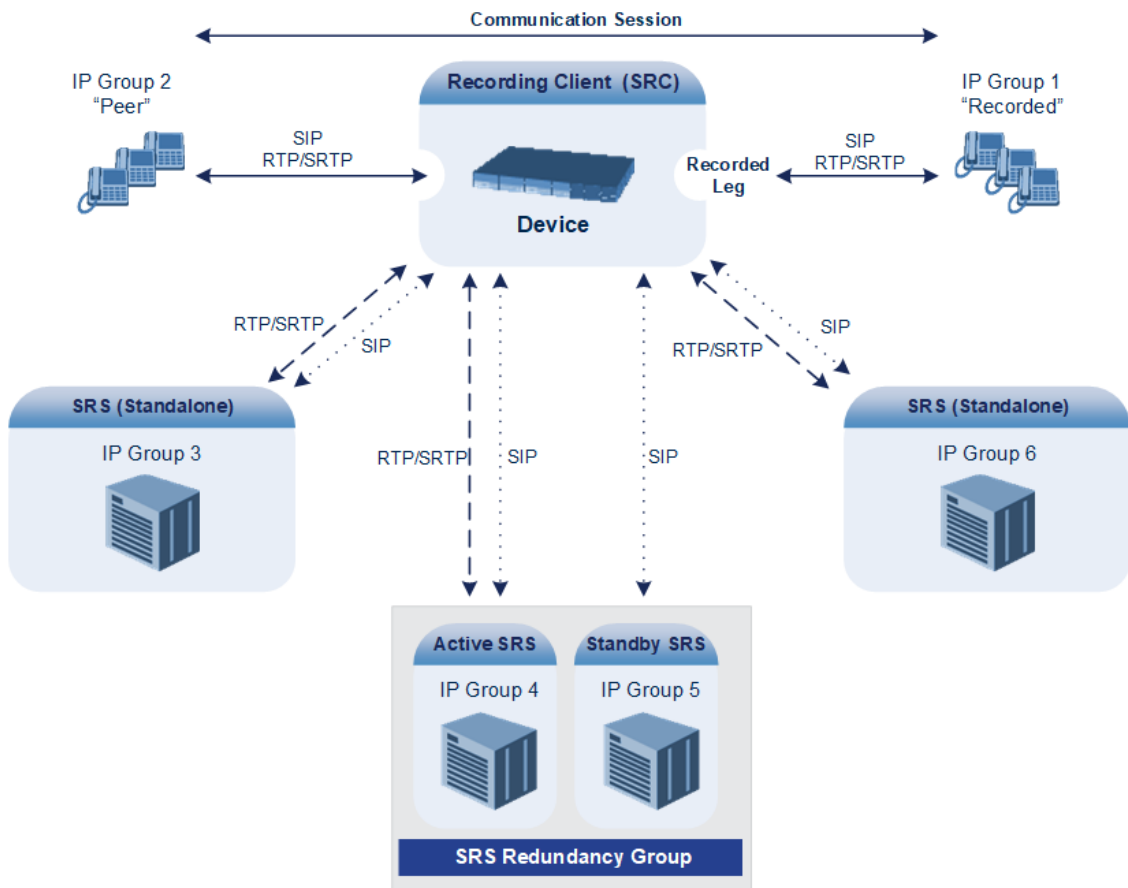 Communication Session
IP Group 2
“Peer”
Recording Client (SRC)
IP Group 1
“Recorded”
SIP
RTP/SRTP
Recorded
Leg
SIP
RTP/SRTP
Device
RTP/SRTP
SIP
SIP
RTP/SRTP
SRS (Standalone)
IP Group 3
RTP/SRTP
SIP
SIP
SRS (Standalone)
IP Group 6
Active SRS
IP Group 4
Standby SRS
IP Group 5
SRS Redundancy Group